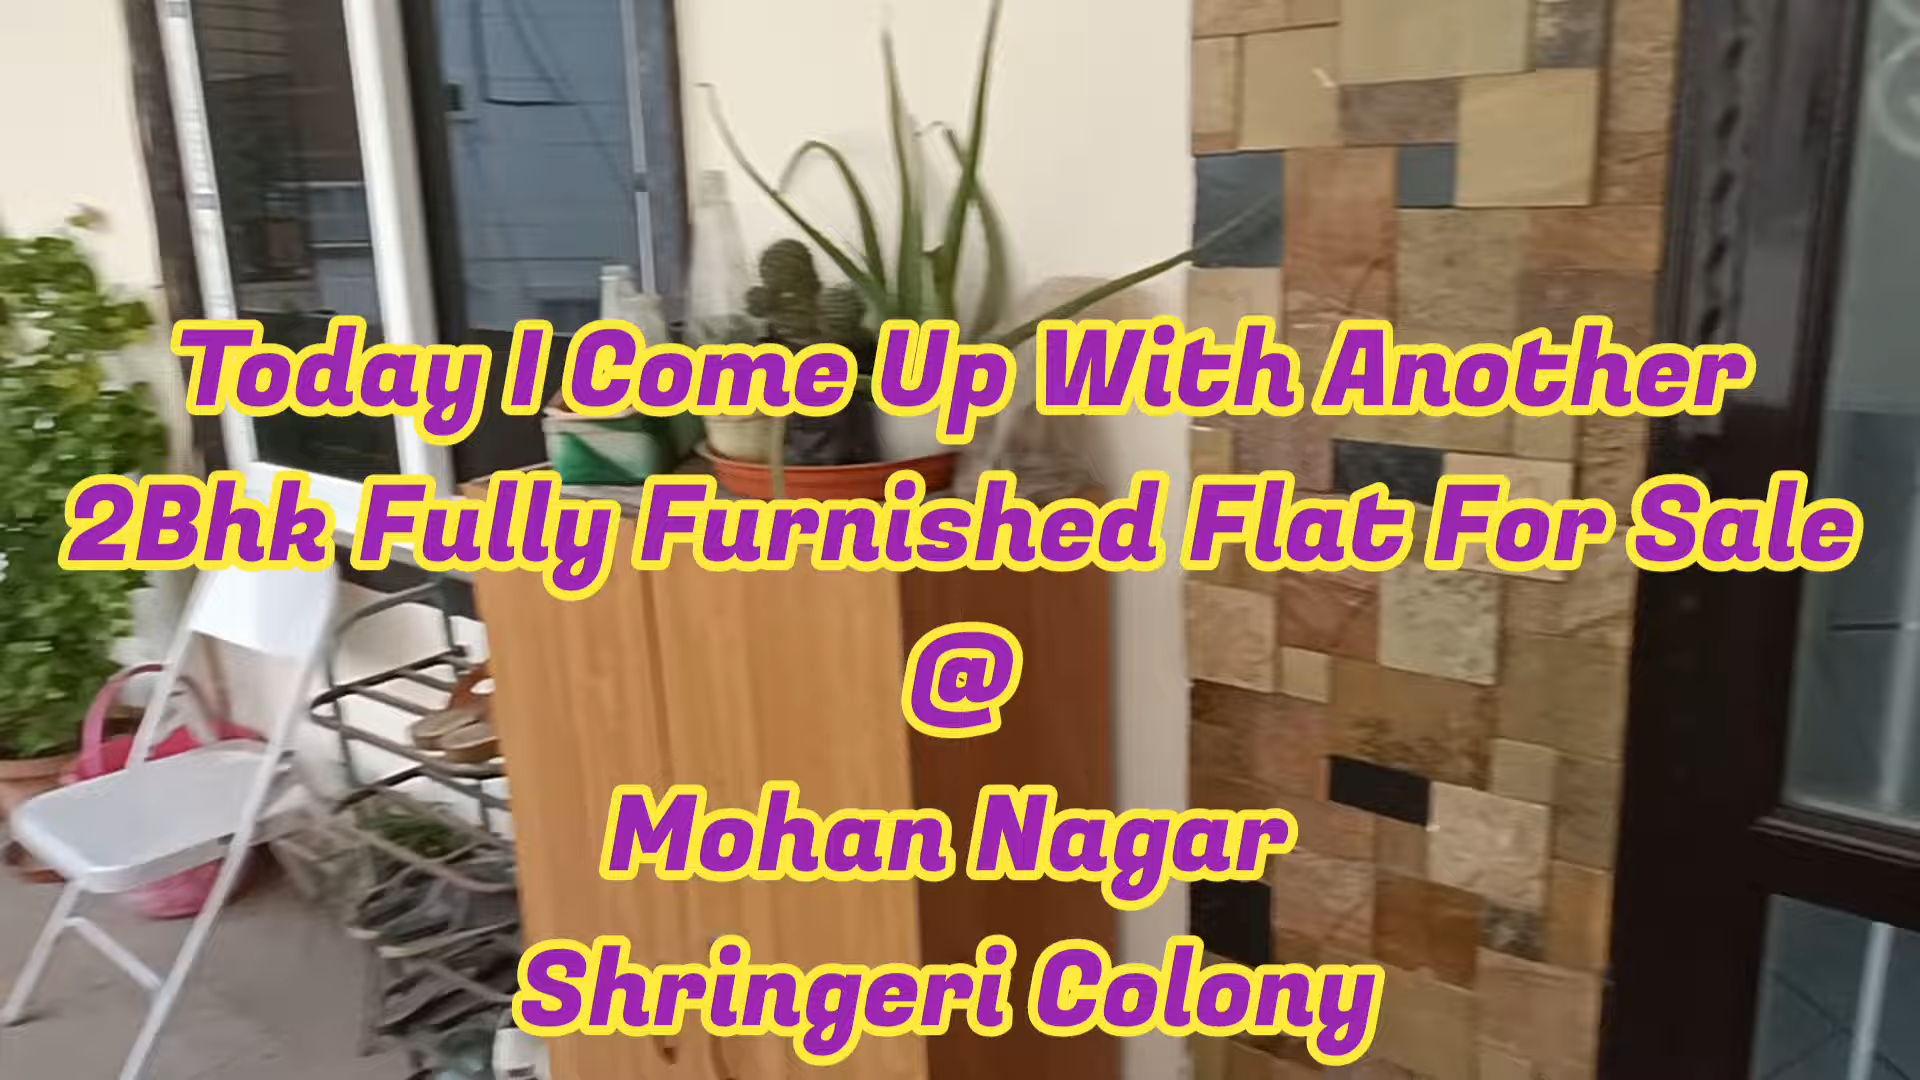 Today I Come Up With Another
2Bhk Fully Furnished Flat For Sale
@
Mohan Nagar
Shringeri Colony